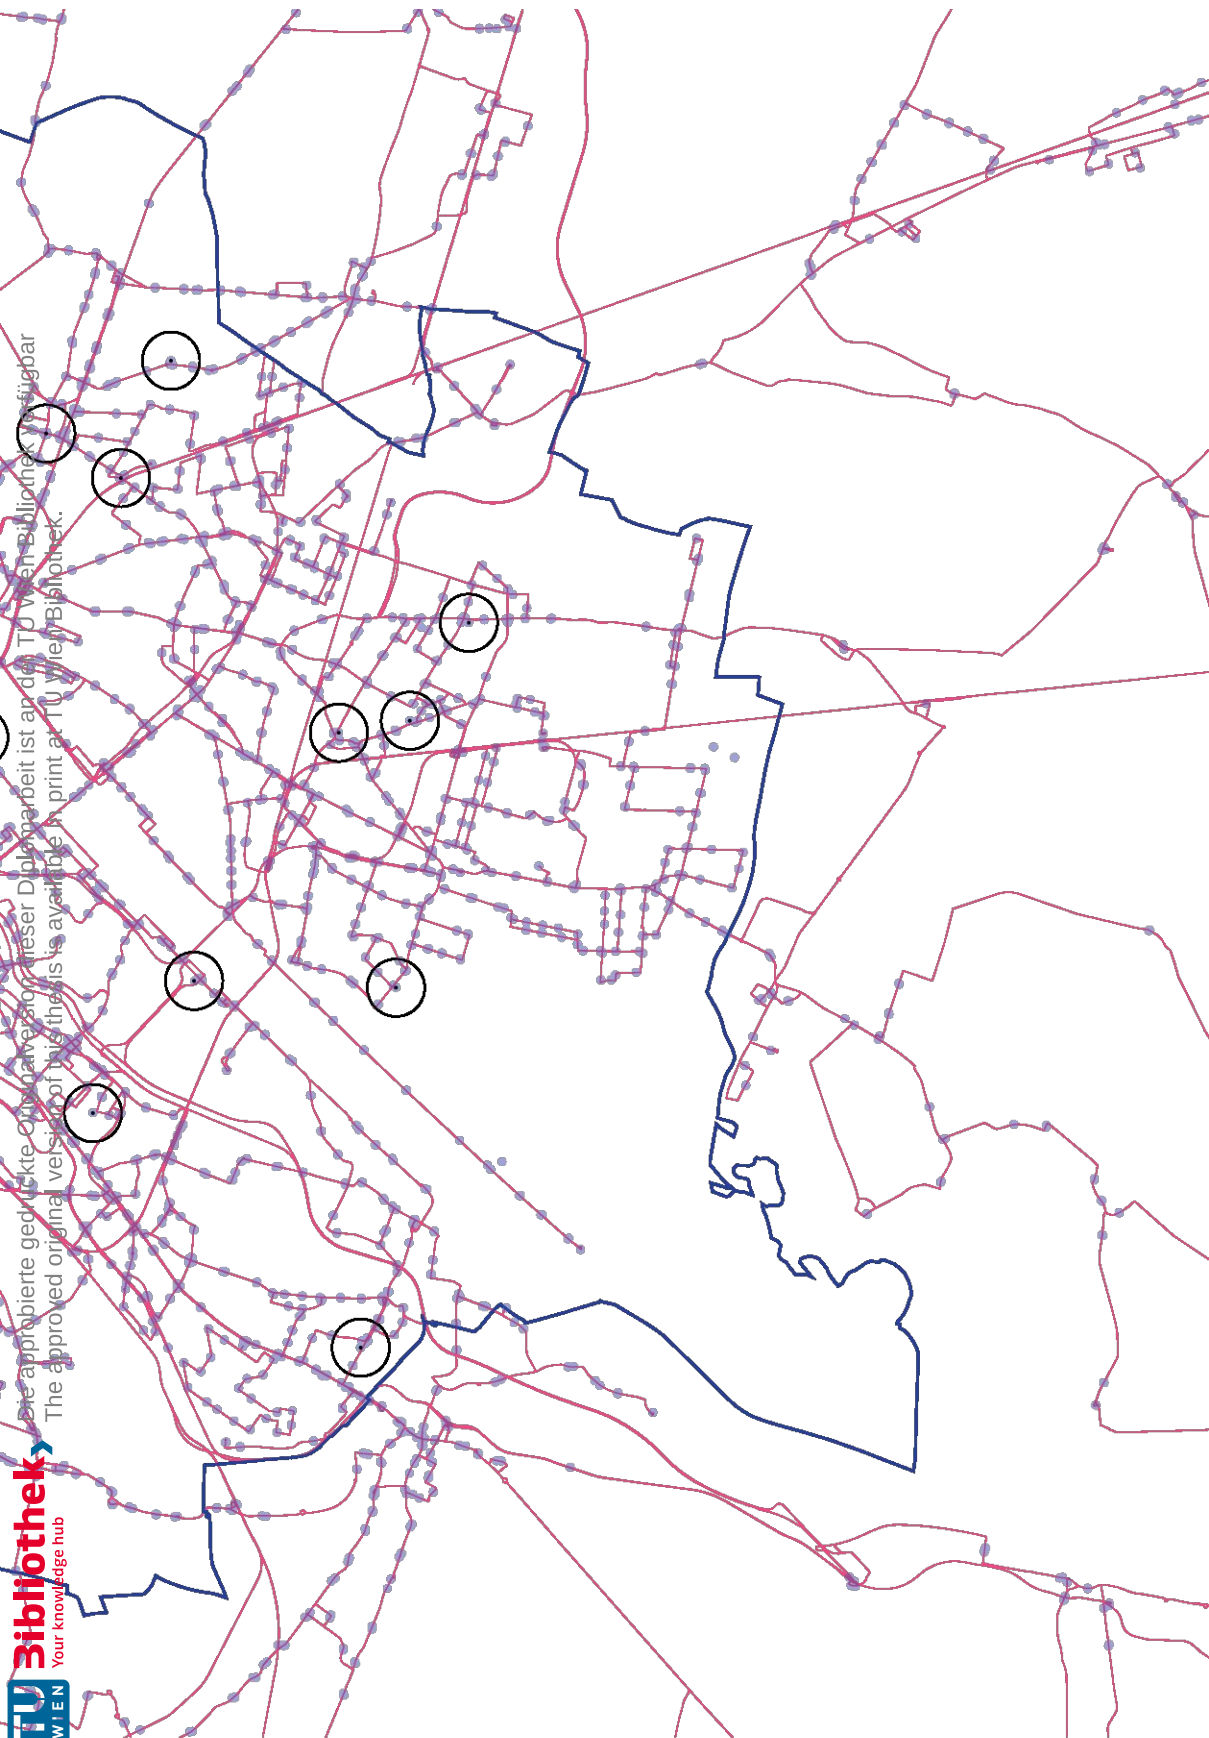 Die approbierte gedruckte Originalversion dieser Diplomarbeit ist an der TU Wien Bibliothek verfügbar
The approved original version of this thesis is available in print at TU Wien Bibliothek.
TU
WIEN
Bibliothek
Your knowledge hub